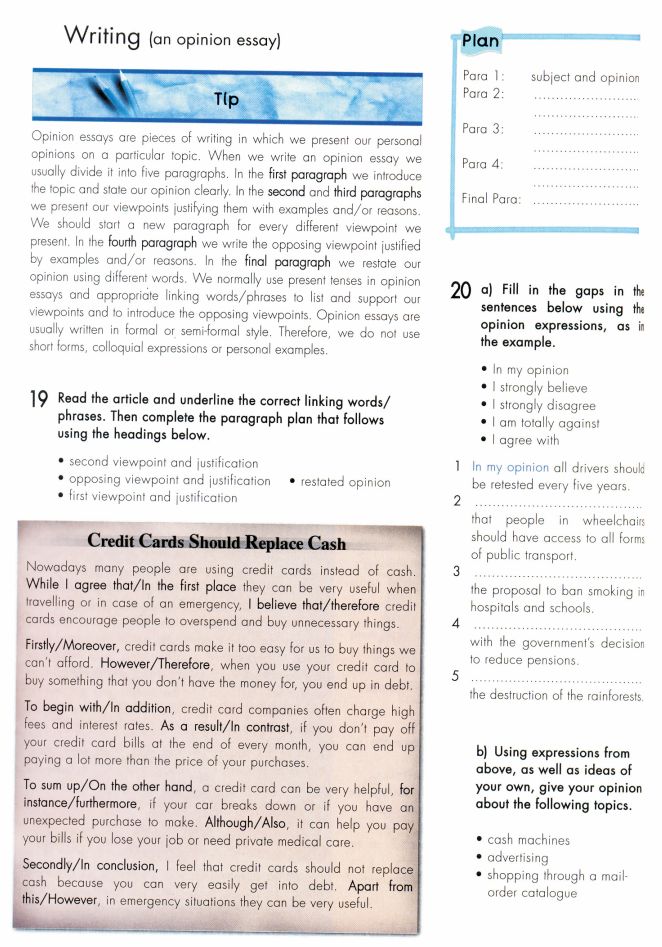 Writing (an opinion essay)
Tip
Opinion essays are pieces of writing in which we present our personal
opinions on a particular topic. When we write an opinion essay we
usually divide it into five paragraphs. In the first paragraph we introduce
the topic and state our opinion clearly. In the second and third paragraphs
we present our viewpoints justifying them with examples and/or reasons.
We should start a new paragraph for every different viewpoint we
present. In the fourth paragraph we write the opposing viewpoint justified
by examples and/or reasons. In the final paragraph we restate our
opinion using different words. We normally use present tenses in opinion
essays and appropriate linking words/phrases to list and support our
viewpoints and to introduce the opposing viewpoints. Opinion essays are
usually written in formal or semi-formal style. Therefore, we do not use
short forms, colloquial expressions or personal examples.
19 Read the article and underline the correct linking words/
phrases. Then complete the paragraph plan that follows
using the headings below.
• second viewpoint and justification
• opposing viewpoint and justification • restated opinion
• first viewpoint and justification
Credit Cards Should Replace Cash
Nowadays many people are using credit cards instead of cash.
While I agree that/In the first place they can be very useful when
travelling or in case of an emergency, I believe that/therefore credit
cards encourage people to overspend and buy unnecessary things.
Firstly/Moreover, credit cards make it too easy for us to buy things we
can't afford. However/Therefore, when you use your credit card to
buy something that you don't have the money for, you end up in debt.
To begin with/In addition, credit card companies often charge high
fees and interest rates. As a result/In contrast, if you don't pay off
your credit card bills at the end of every month, you can end up
paying a lot more than the price of your purchases.
To sum up/On the other hand, a credit card can be very helpful, for
instance/furthermore, if your car breaks down or if you have an
unexpected purchase to make. Although/Also, it can help you pay
your bills if you lose your job or need private medical care.
Secondly/In conclusion, I feel that credit cards should not replace
cash because you can very easily get into debt. Apart from
this/However, in emergency situations they can be very useful.
Plan
Para 1: subject and opinion
Para 2: ........................
........................
Para 3: ........................
........................
Para 4: ........................
........................
Final Para: ........................
20 a) Fill in the gaps in the
sentences below using the
opinion expressions, as in
the example.
• In my opinion
• I strongly believe
• I strongly disagree
• I am totally against
• I agree with
1 In my opinion all drivers should
be retested every five years.
2 ........................................
that people in wheelchairs
should have access to all forms
of public transport.
3 ........................................
the proposal to ban smoking in
hospitals and schools.
4 ........................................
with the government's decision
to reduce pensions.
5 ........................................
the destruction of the rainforests.
b) Using expressions from
above, as well as ideas of
your own, give your opinion
about the following topics.
• cash machines
• advertising
• shopping through a mail-
order catalogue